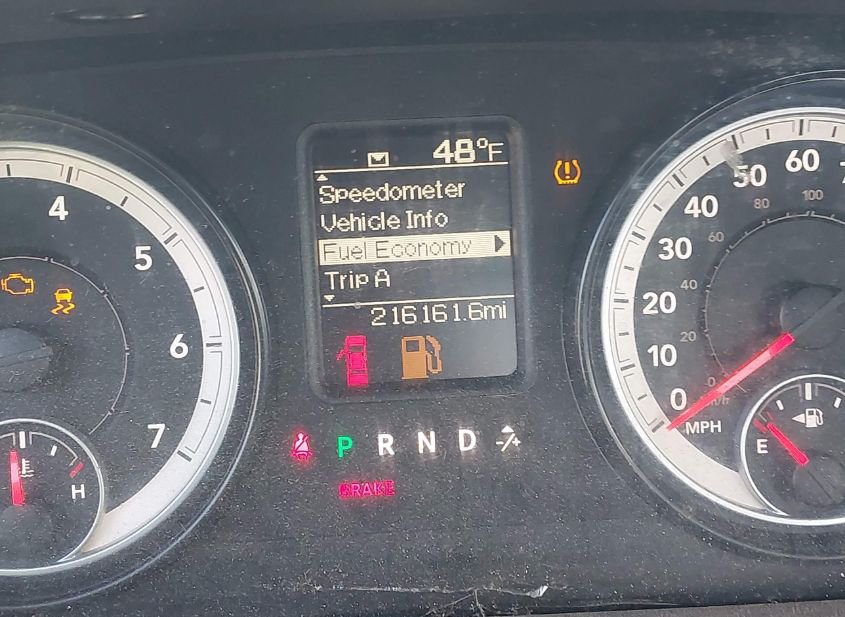 48°F
Speedometer
Vehicle Info
Fuel Economy
Trip A
216161.6mi
P R N D -/+
BRAKE
4
5
6
7
H
0
10
20
30
40
50
60
0
20
40
60
80
100
MPH
E